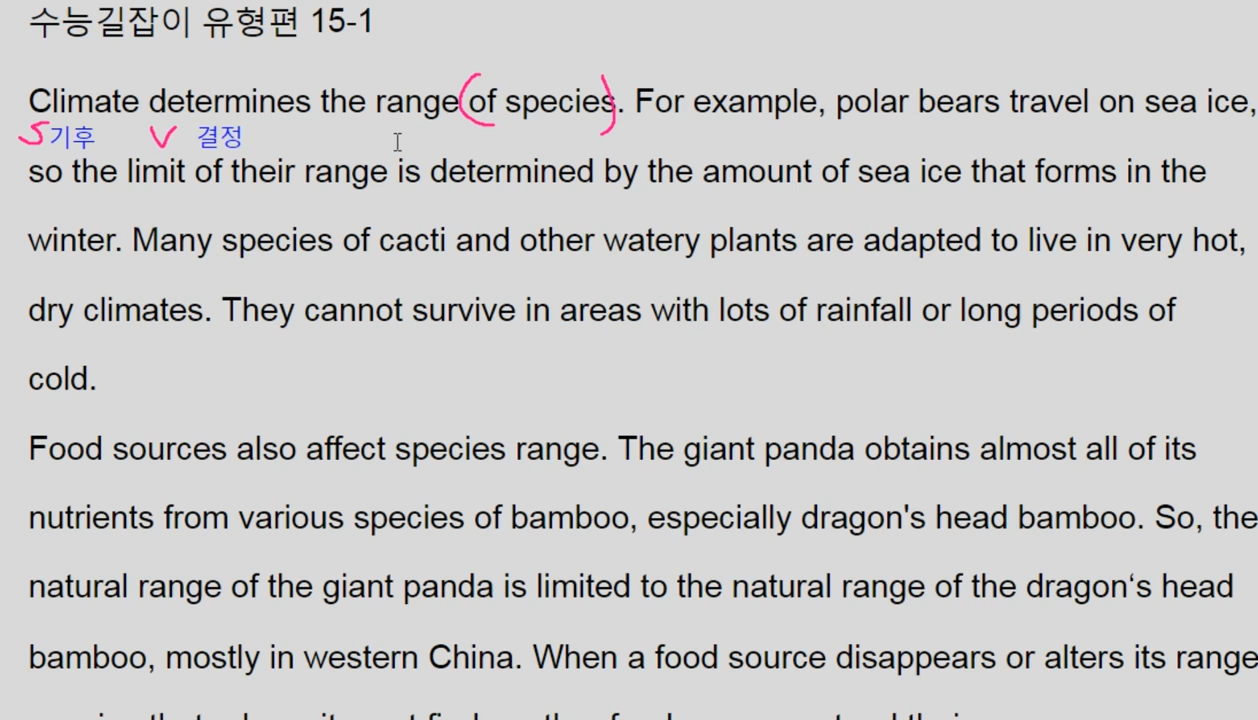 수능길잡이 유형편 15-1
Climate determines the range (of species). For example, polar bears travel on sea ice,
S 기후 V 결정
so the limit of their range is determined by the amount of sea ice that forms in the
winter. Many species of cacti and other watery plants are adapted to live in very hot,
dry climates. They cannot survive in areas with lots of rainfall or long periods of
cold.
Food sources also affect species range. The giant panda obtains almost all of its
nutrients from various species of bamboo, especially dragon's head bamboo. So, the
natural range of the giant panda is limited to the natural range of the dragon‘s head
bamboo, mostly in western China. When a food source disappears or alters its range